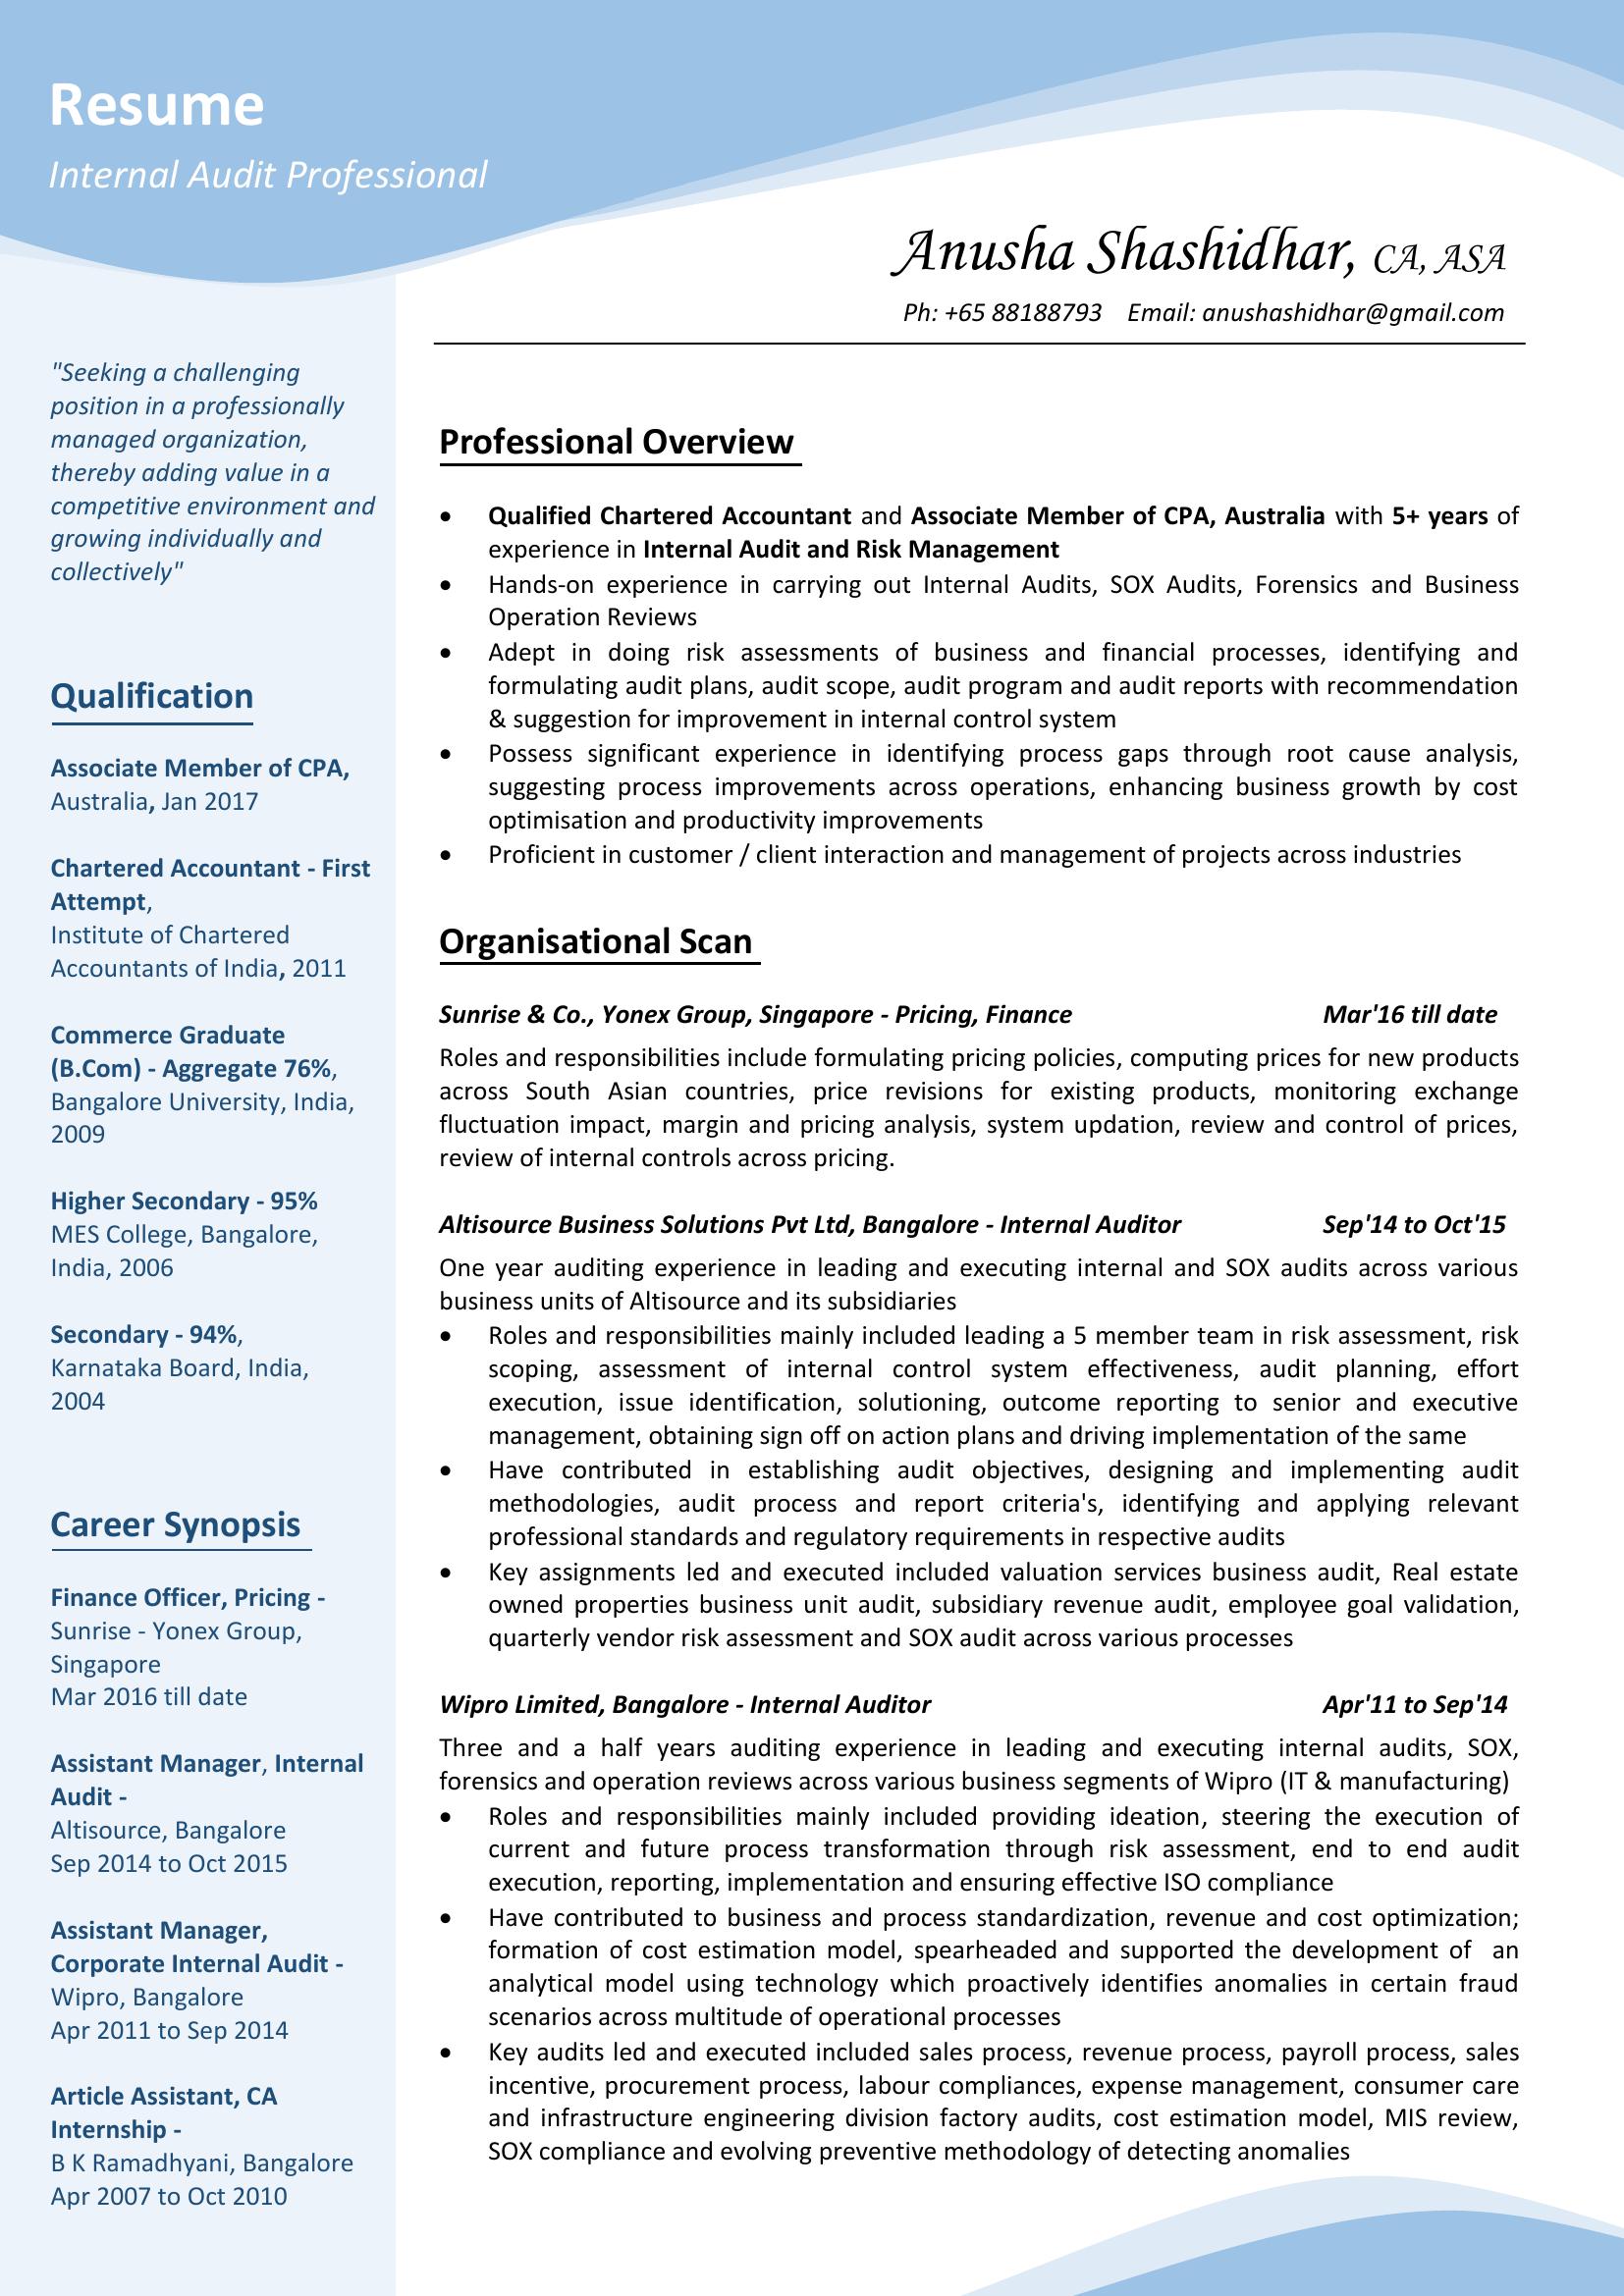 Resume
Internal Audit Professional
Anusha Shashidhar, CA, ASA
Ph: +65 88188793 Email: anushashidhar@gmail.com
"Seeking a challenging
position in a professionally
managed organization,
thereby adding value in a
competitive environment and
growing individually and
collectively"
Qualification
Associate Member of CPA,
Australia, Jan 2017
Chartered Accountant - First
Attempt,
Institute of Chartered
Accountants of India, 2011
Commerce Graduate
(B.Com) - Aggregate 76%,
Bangalore University, India,
2009
Higher Secondary - 95%
MES College, Bangalore,
India, 2006
Secondary - 94%,
Karnataka Board, India,
2004
Career Synopsis
Finance Officer, Pricing -
Sunrise - Yonex Group,
Singapore
Mar 2016 till date
Assistant Manager, Internal
Audit -
Altisource, Bangalore
Sep 2014 to Oct 2015
Assistant Manager,
Corporate Internal Audit -
Wipro, Bangalore
Apr 2011 to Sep 2014
Article Assistant, CA
Internship -
B K Ramadhyani, Bangalore
Apr 2007 to Oct 2010
Professional Overview
• Qualified Chartered Accountant and Associate Member of CPA, Australia with 5+ years of
experience in Internal Audit and Risk Management
• Hands-on experience in carrying out Internal Audits, SOX Audits, Forensics and Business
Operation Reviews
• Adept in doing risk assessments of business and financial processes, identifying and
formulating audit plans, audit scope, audit program and audit reports with recommendation
& suggestion for improvement in internal control system
• Possess significant experience in identifying process gaps through root cause analysis,
suggesting process improvements across operations, enhancing business growth by cost
optimisation and productivity improvements
• Proficient in customer / client interaction and management of projects across industries
Organisational Scan
Sunrise & Co., Yonex Group, Singapore - Pricing, Finance Mar'16 till date
Roles and responsibilities include formulating pricing policies, computing prices for new products
across South Asian countries, price revisions for existing products, monitoring exchange
fluctuation impact, margin and pricing analysis, system updation, review and control of prices,
review of internal controls across pricing.
Altisource Business Solutions Pvt Ltd, Bangalore - Internal Auditor Sep'14 to Oct'15
One year auditing experience in leading and executing internal and SOX audits across various
business units of Altisource and its subsidiaries
• Roles and responsibilities mainly included leading a 5 member team in risk assessment, risk
scoping, assessment of internal control system effectiveness, audit planning, effort
execution, issue identification, solutioning, outcome reporting to senior and executive
management, obtaining sign off on action plans and driving implementation of the same
• Have contributed in establishing audit objectives, designing and implementing audit
methodologies, audit process and report criteria's, identifying and applying relevant
professional standards and regulatory requirements in respective audits
• Key assignments led and executed included valuation services business audit, Real estate
owned properties business unit audit, subsidiary revenue audit, employee goal validation,
quarterly vendor risk assessment and SOX audit across various processes
Wipro Limited, Bangalore - Internal Auditor Apr'11 to Sep'14
Three and a half years auditing experience in leading and executing internal audits, SOX,
forensics and operation reviews across various business segments of Wipro (IT & manufacturing)
• Roles and responsibilities mainly included providing ideation, steering the execution of
current and future process transformation through risk assessment, end to end audit
execution, reporting, implementation and ensuring effective ISO compliance
• Have contributed to business and process standardization, revenue and cost optimization;
formation of cost estimation model, spearheaded and supported the development of an
analytical model using technology which proactively identifies anomalies in certain fraud
scenarios across multitude of operational processes
• Key audits led and executed included sales process, revenue process, payroll process, sales
incentive, procurement process, labour compliances, expense management, consumer care
and infrastructure engineering division factory audits, cost estimation model, MIS review,
SOX compliance and evolving preventive methodology of detecting anomalies